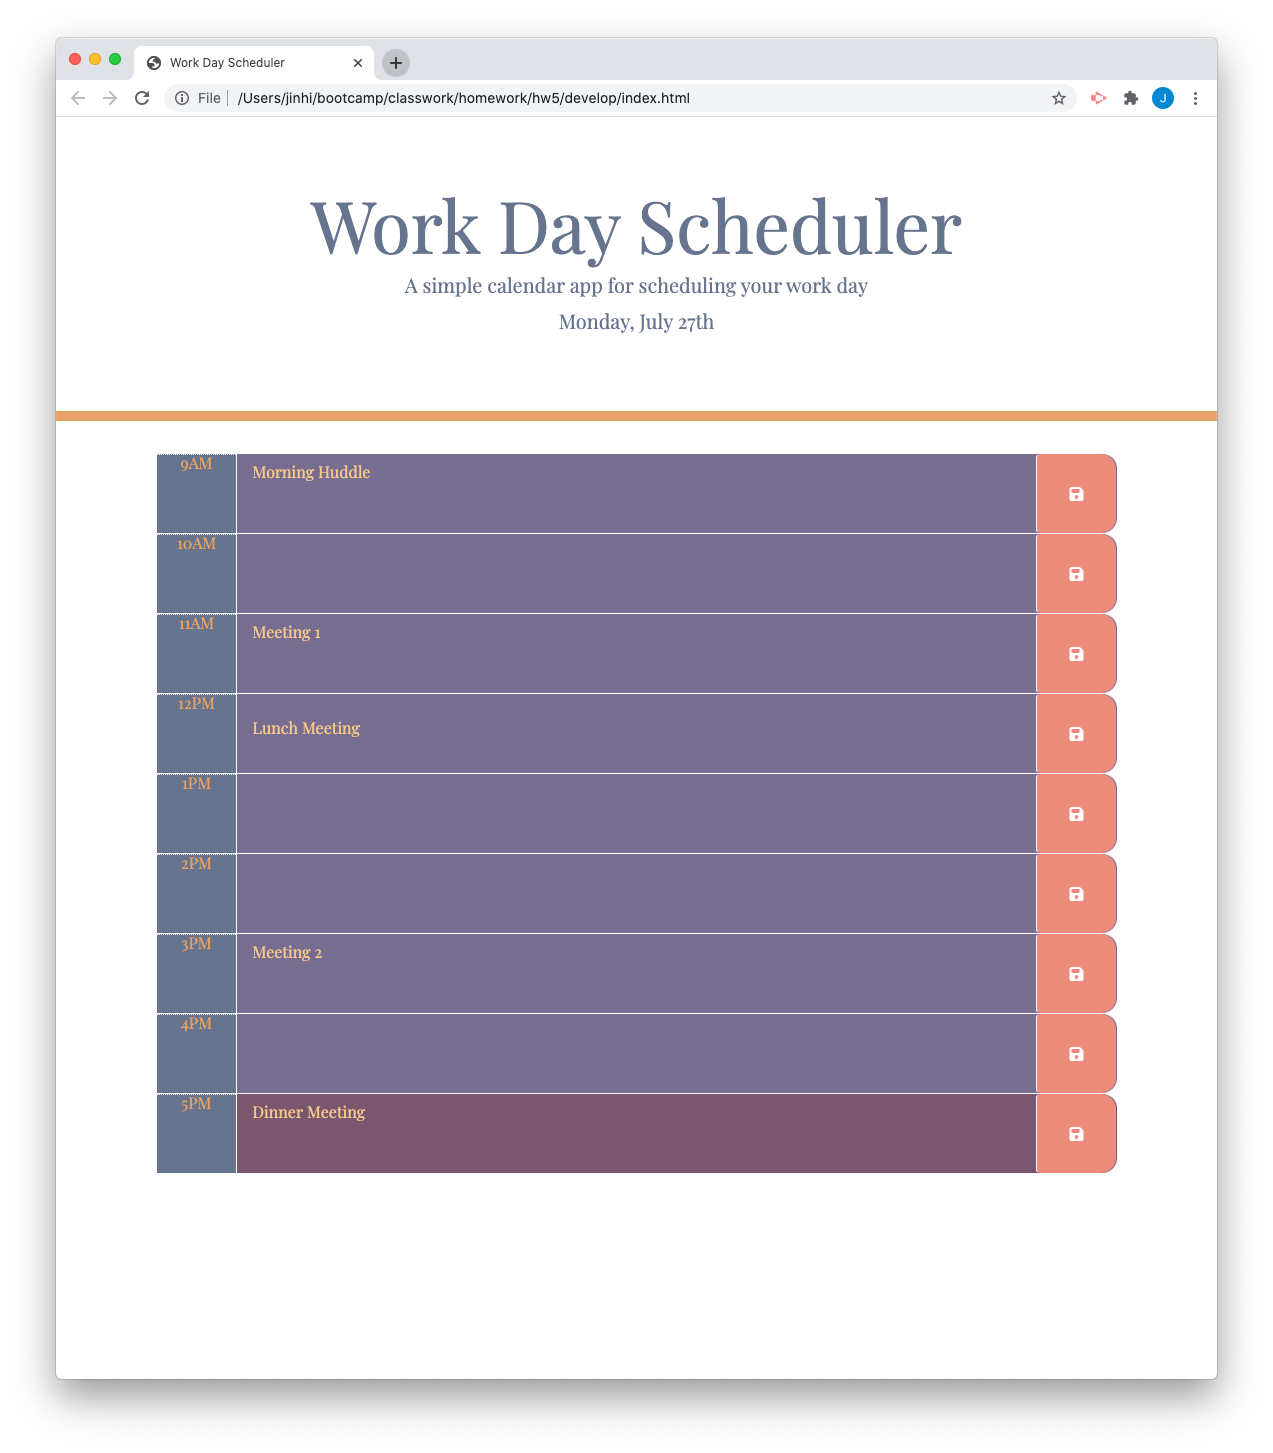 Work Day Scheduler
File /Users/jinhi/bootcamp/classwork/homework/hw5/develop/index.html
J
Work Day Scheduler
A simple calendar app for scheduling your work day
Monday, July 27th
9AM Morning Huddle
10AM
11AM Meeting 1
12PM Lunch Meeting
1PM
2PM
3PM Meeting 2
4PM
5PM Dinner Meeting